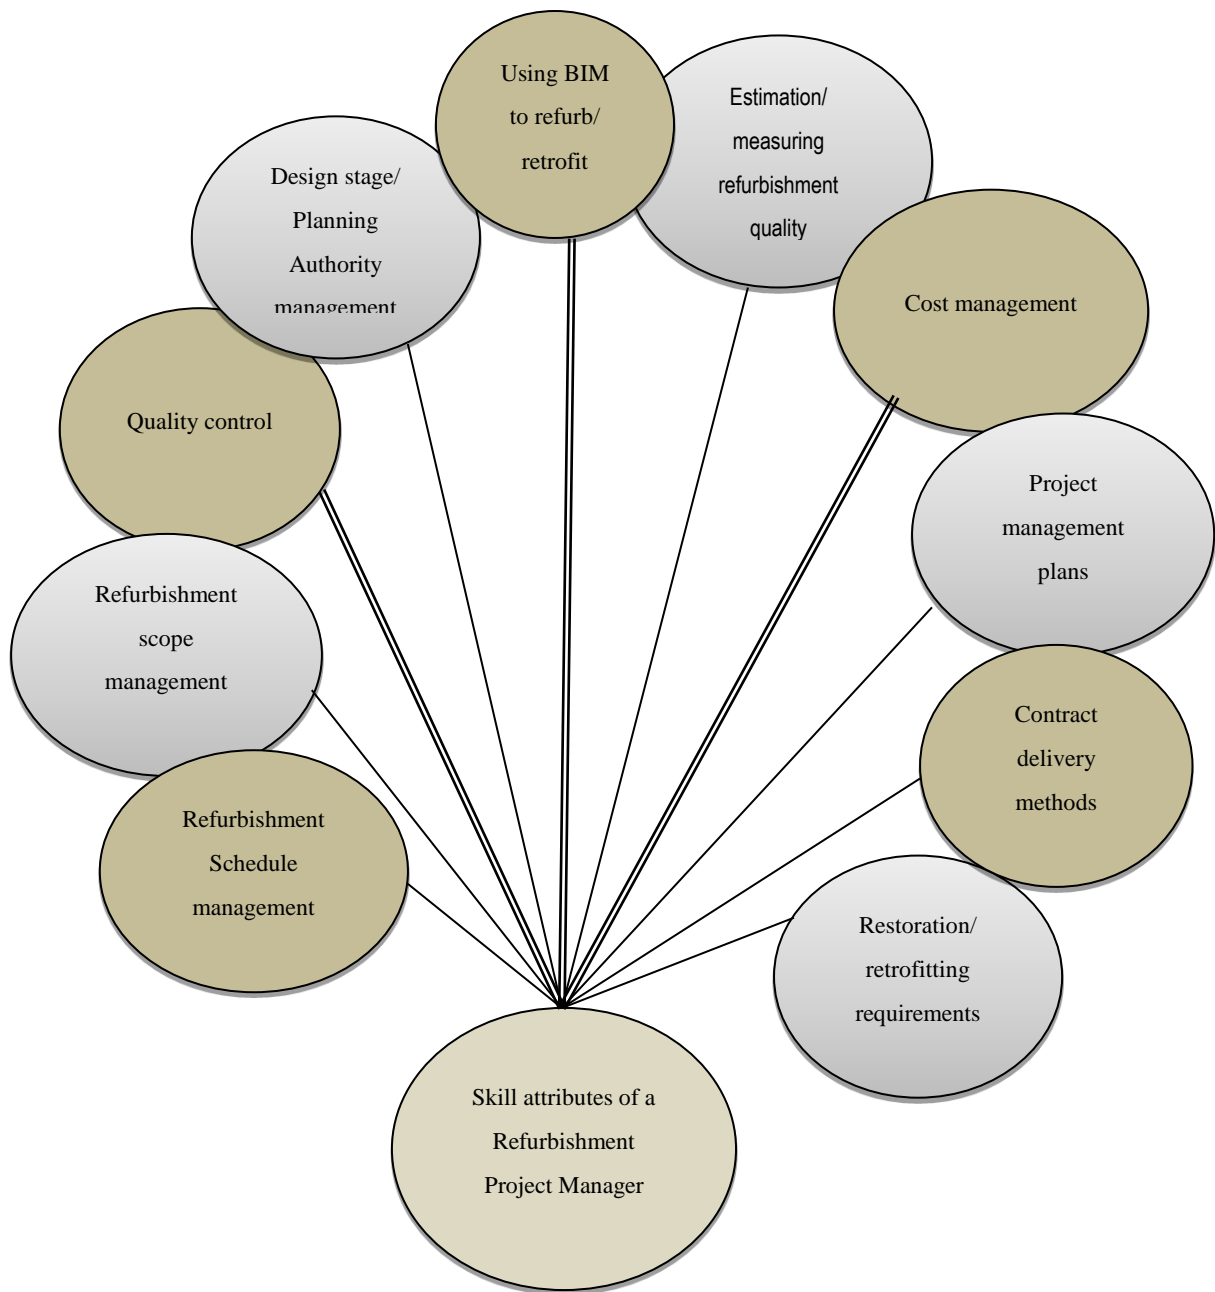 Using BIM
to refurb/
retrofit
Estimation/
measuring
refurbishment
quality
Design stage/
Planning
Authority
management
Cost management
Quality control
Project
management
plans
Refurbishment
scope
management
Contract
delivery
methods
Refurbishment
Schedule
management
Restoration/
retrofitting
requirements
Skill attributes of a
Refurbishment
Project Manager